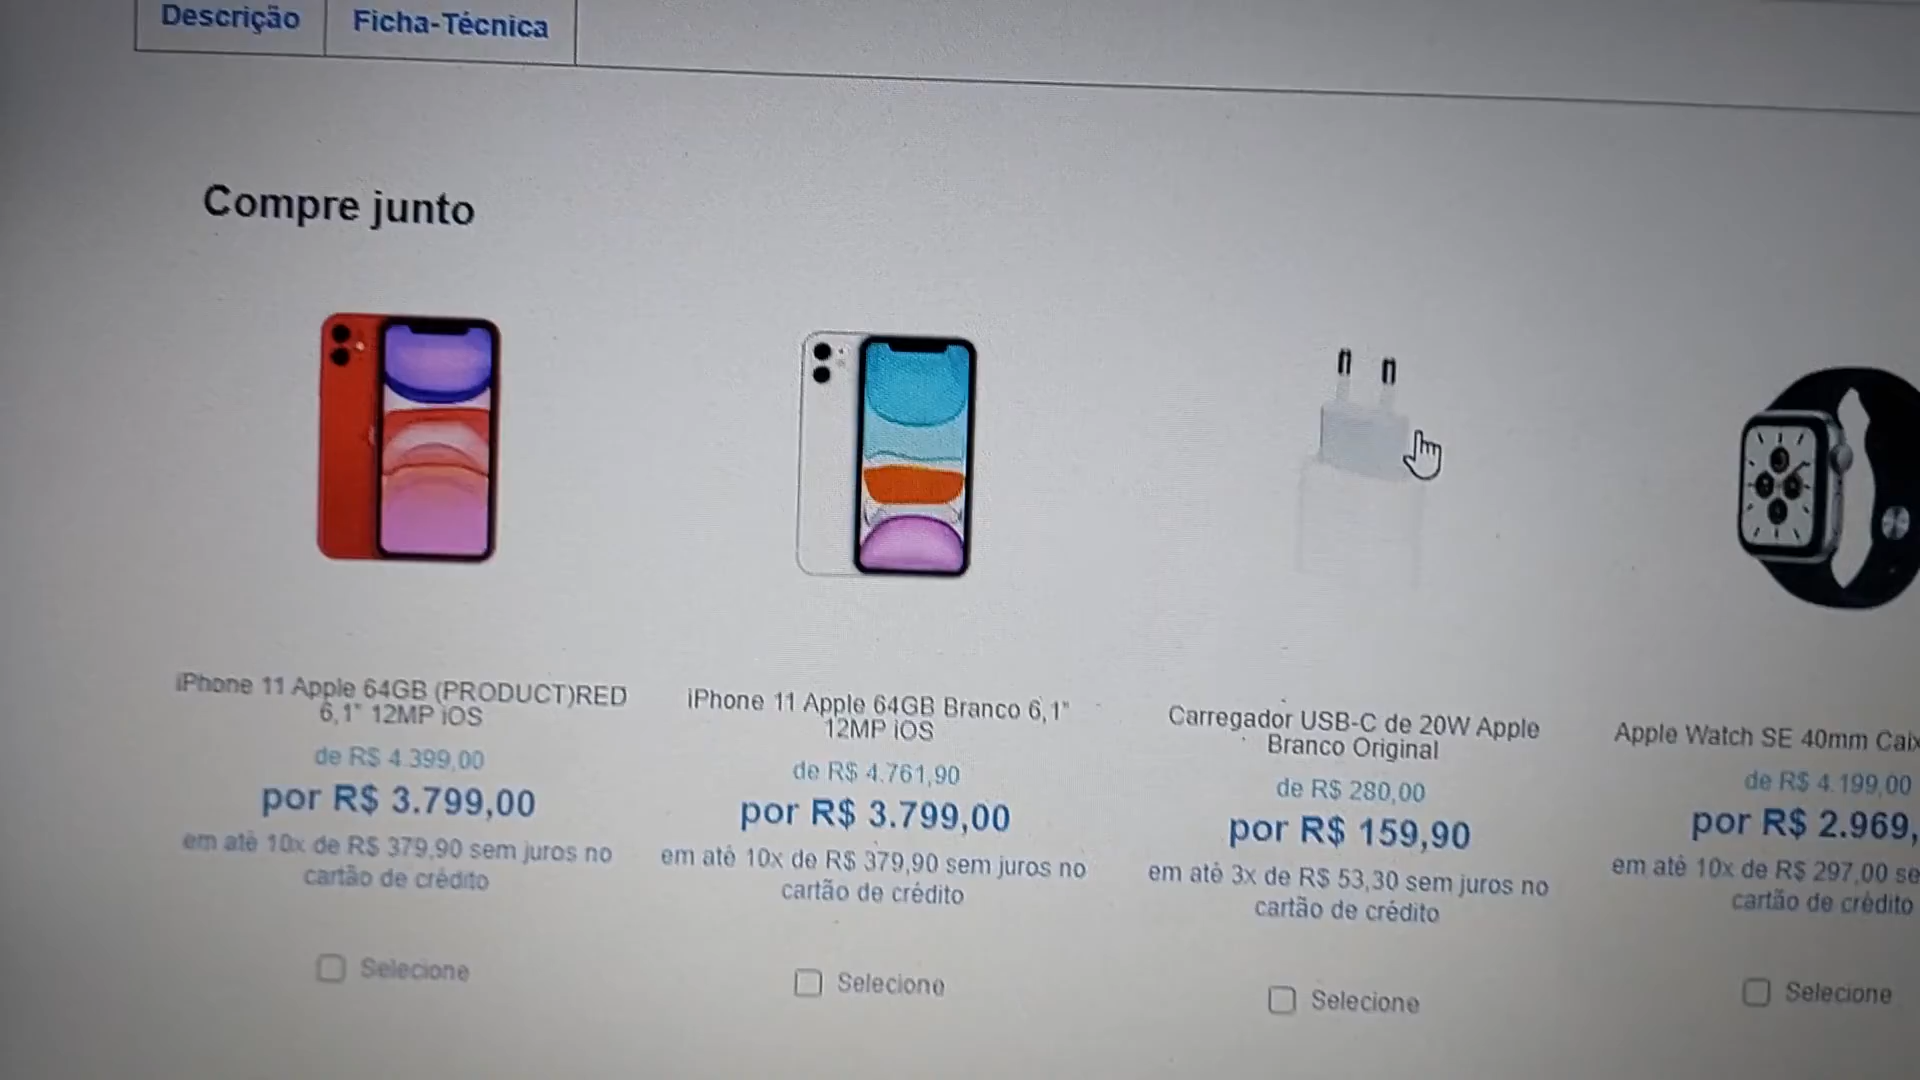 Descrição
Ficha-Técnica
Compre junto
iPhone 11 Apple 64GB (PRODUCT)RED
6,1" 12MP iOS
de R$ 4.399,00
por R$ 3.799,00
em até 10x de R$ 379,90 sem juros no
cartão de crédito
Selecione
iPhone 11 Apple 64GB Branco 6,1"
12MP iOS
de R$ 4.761,90
por R$ 3.799,00
em até 10x de R$ 379,90 sem juros no
cartão de crédito
Selecione
Carregador USB-C de 20W Apple
Branco Original
de R$ 280,00
por R$ 159,90
em até 3x de R$ 53,30 sem juros no
cartão de crédito
Selecione
Apple Watch SE 40mm
de R$ 4.199,00
por R$ 2.969,
em até 10x de R$ 297,00
cartão de crédito
Selecione